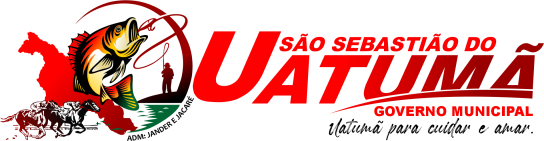 SÃO SEBASTIÃO DO
UATUMÃ
GOVERNO MUNICIPAL
Uatumã para cuidar e amar.
ADM: JANDER E JACARÉ